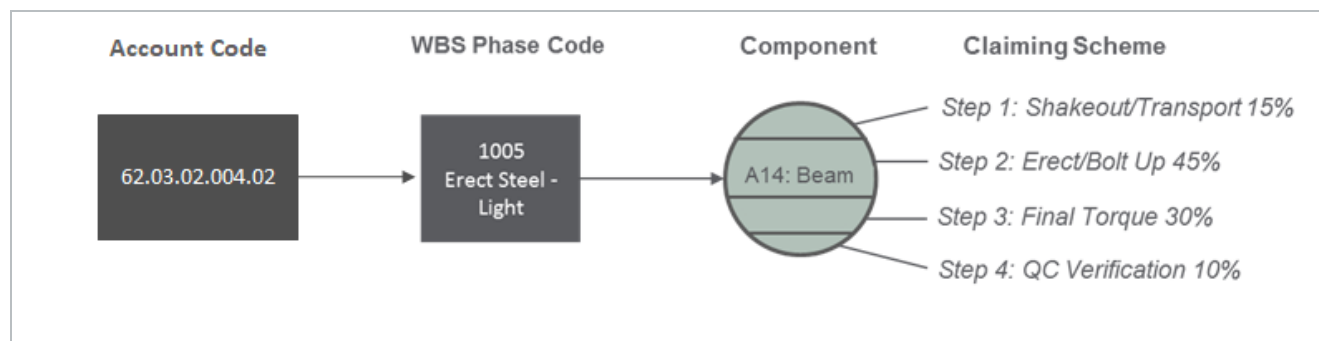 Account Code
WBS Phase Code
Component
Claiming Scheme
62.03.02.004.02
1005
Erect Steel -
Light
A14: Beam
Step 1: Shakeout/Transport 15%
Step 2: Erect/Bolt Up 45%
Step 3: Final Torque 30%
Step 4: QC Verification 10%